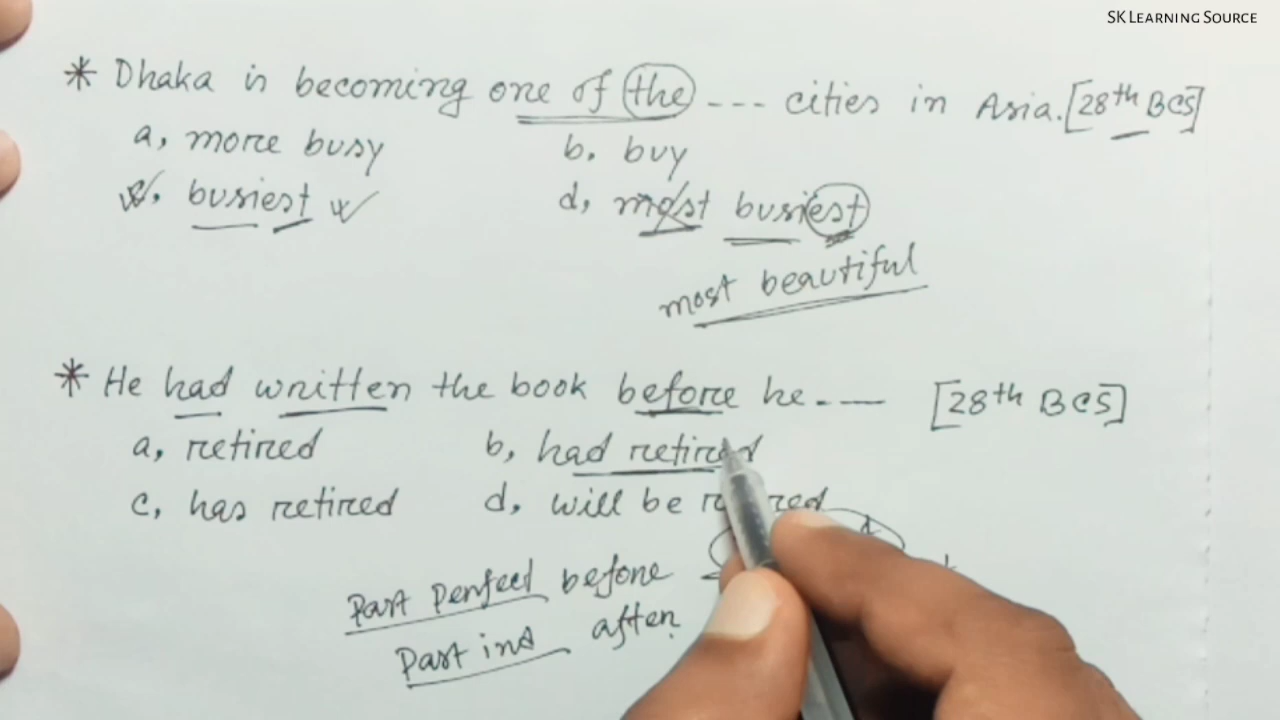 SK LEARNING SOURCE
* Dhaka is becoming one of the --- cities in Asia. [28th BCS]
a, more busy b. buy
busiest d, most busiest
most beautiful
* He had written the book before he --- [28th BCS]
a, retired b, had retired
c, has retired d. will be
Past perfect before
Past ind after